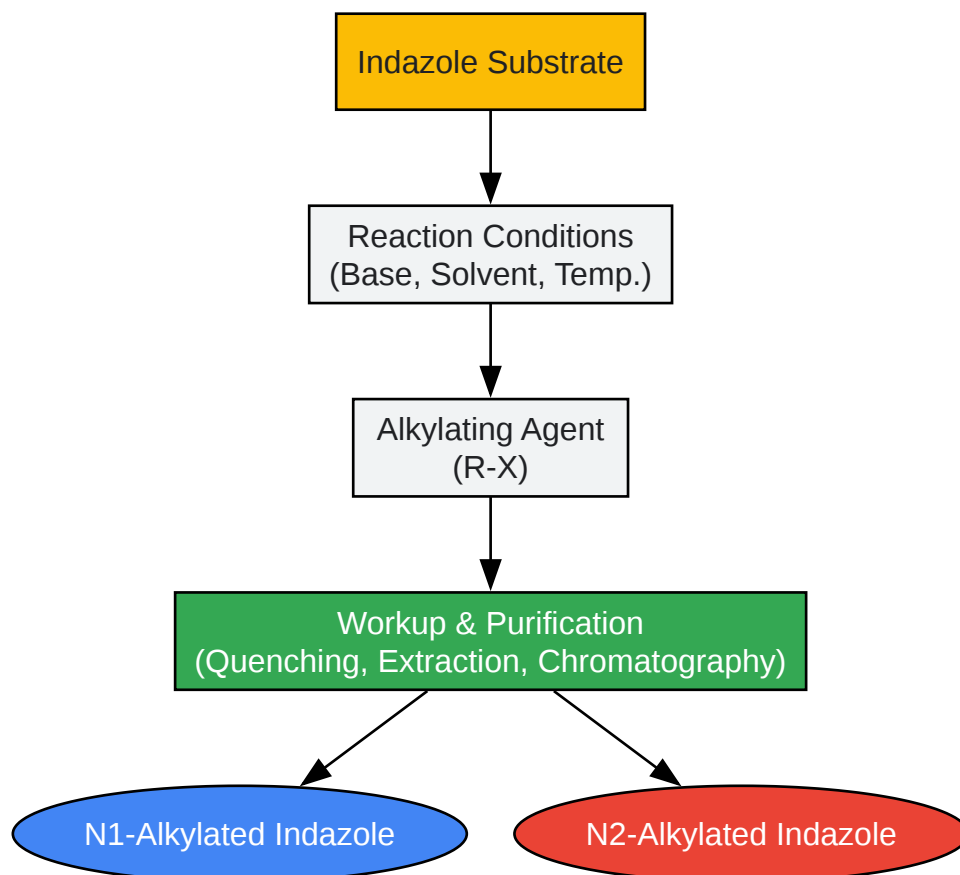 Indazole Substrate
Reaction Conditions
(Base, Solvent, Temp.)
Alkylating Agent
(R-X)
Workup & Purification
(Quenching, Extraction, Chromatography)
N1-Alkylated Indazole
N2-Alkylated Indazole